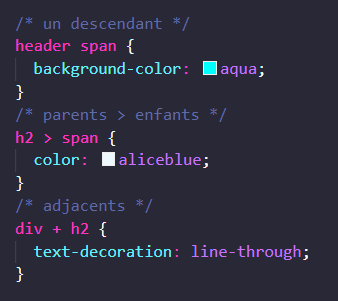 /* un descendant */
header span {
background-color: aqua;
}
/* parents > enfants */
h2 > span {
color: aliceblue;
}
/* adjacents */
div + h2 {
text-decoration: line-through;
}